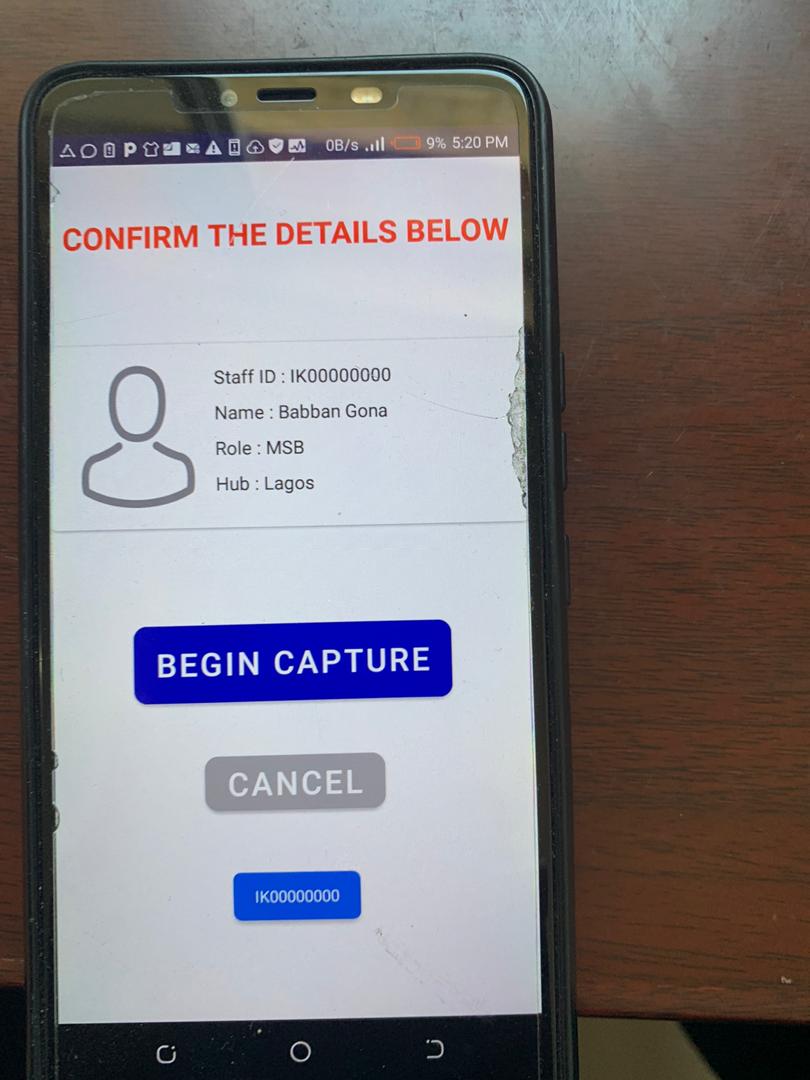 0B/s 9% 5:20 PM
CONFIRM THE DETAILS BELOW
Staff ID : IK00000000
Name : Babban Gona
Role : MSB
Hub : Lagos
BEGIN CAPTURE
CANCEL
IK00000000